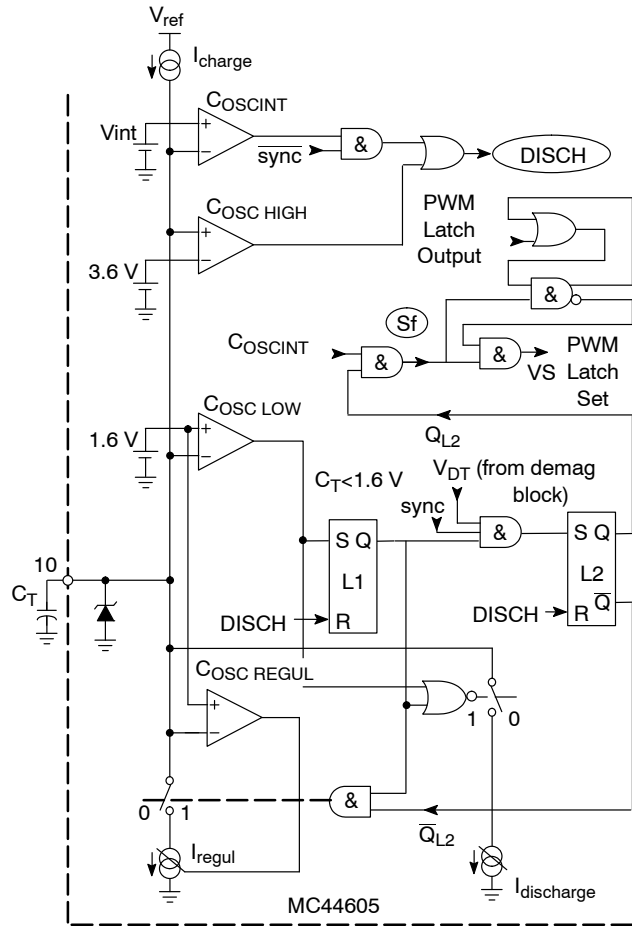 Vref
Icharge
COSCINT
Vint
sync
&
DISCH
COSC HIGH
PWM
Latch
Output
3.6 V
&
Sf
COSCINT
&
&
VS
PWM
Latch
Set
COSC LOW
1.6 V
QL2
VDT (from demag
block)
CT<1.6 V
sync
&
S Q
L1
R
S Q
L2
Q
R
10
CT
DISCH
DISCH
COSC REGUL
1
0
0
1
&
QL2
Iregul
Idischarge
MC44605
+
−
+
−
+
−
+
−